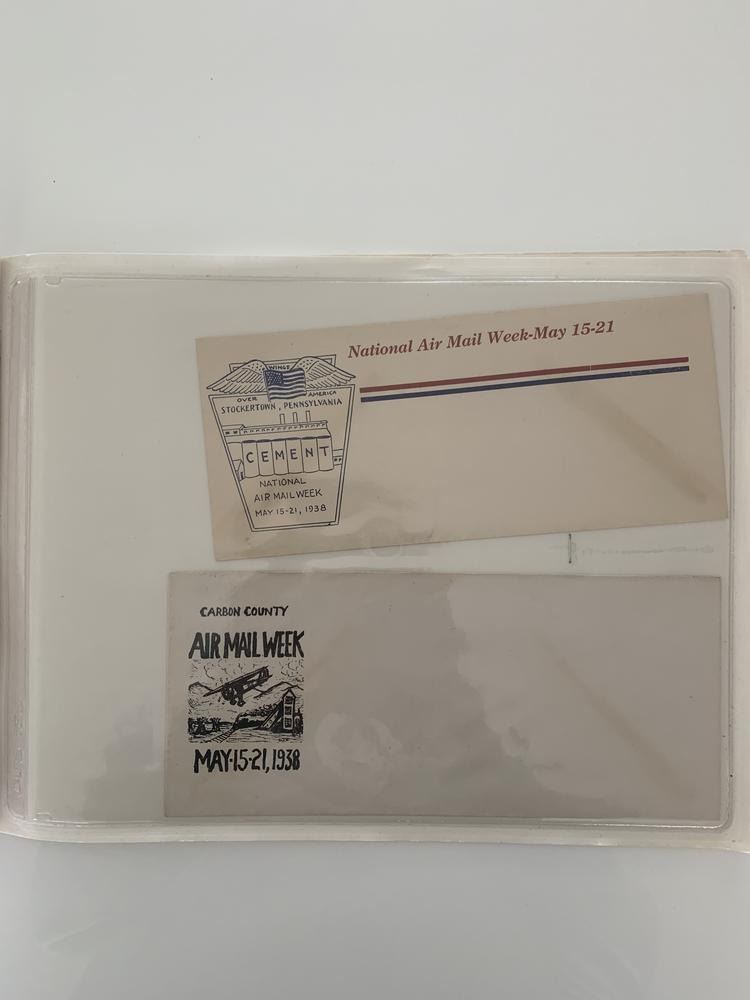 National Air Mail Week-May 15-21
WINGS
OVER AMERICA
STOCKERTOWN, PENNSYLVANIA
CEMENT
NATIONAL
AIR MAIL WEEK
MAY 15-21, 1938
CARBON COUNTY
AIR MAIL WEEK
MAY-15-21, 1938